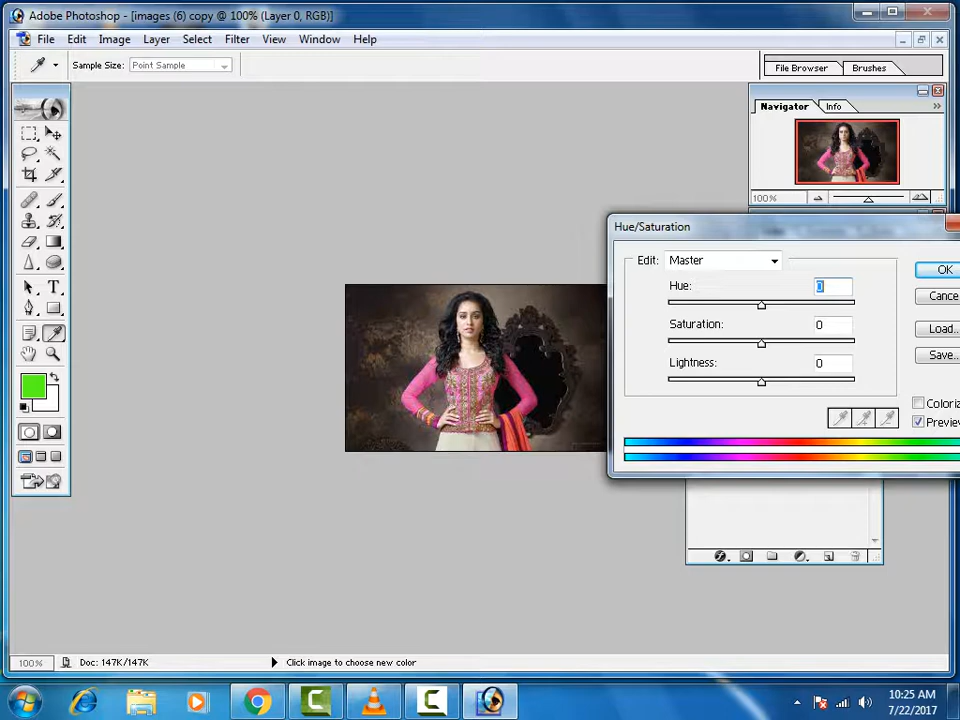 Adobe Photoshop - [images (6) copy @ 100% (Layer 0, RGB)]
File Edit Image Layer Select Filter View Window Help
Sample Size: Point Sample
File Browser Brushes
Navigator Info
100%
Hue/Saturation
Edit: Master
OK
Hue: 0
Cance
Saturation: 0
Load..
Lightness: 0
Save..
Coloriz
Preview
T
100% Doc: 147K/147K Click image to choose new color
10:25 AM
7/22/2017